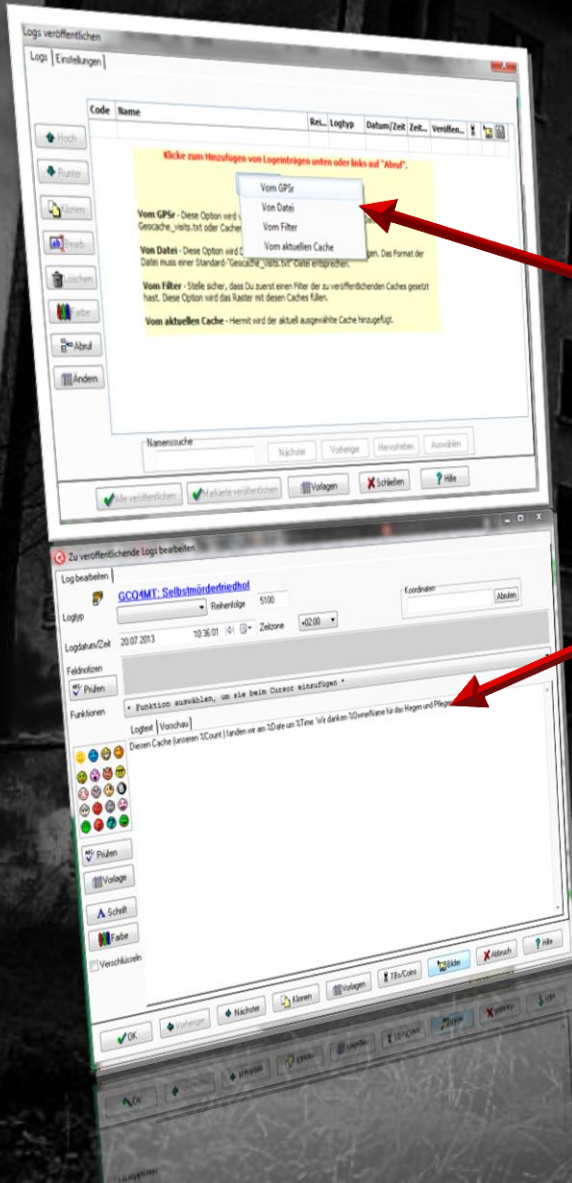 Logs veröffentlichen
Logs Einstellungen
Code Name Rei... Logtyp Datum/Zeit Zeit... Veröffen...
Hoch
Runter
Klonen
Bearb.
Löschen
Farbe
Abruf
Ändern
Klicke zum Hinzufügen von Logeinträgen unten oder links auf "Abruf".
Vom GPSr
Von Datei
Vom Filter
Vom aktuellen Cache
Vom GPSr - Diese Option wird
Geocache_visits.txt oder Cache
Von Datei - Diese Option wird D gen. Das Format der
Datei muss einer Standard-"Geocache_visits.txt"-Datei entsprechen.
Vom Filter - Stelle sicher, dass Du zuerst einen Filter der zu veröffentlichenden Caches gesetzt
hast. Diese Option wird das Raster mit diesen Caches füllen.
Vom aktuellen Cache - Hiermit wird der aktuell ausgewählte Cache hinzugefügt.
Namenssuche
Nächster Vorheriger Hervorheben Auswählen
Alle veröffentlichen Markierte veröffentlichen Vorlagen Schließen Hilfe
Zu veröffentlichende Logs bearbeiten
Log bearbeiten
GCQ4MT: Selbstmörderfriedhof
Logtyp Reihenfolge 5100 Koordinaten
Abrufen
Logdatum/Zeit 20.07.2013 10:36:01 Zeitzone +02:00
Feldnotizen
Prüfen
Funktionen * Funktion auswählen, um sie beim Cursor einzufügen *
Logtext Vorschau
Diesen Cache (unseren %Count ) fanden wir am %Date um %Time. Wir danken %OwnerName für das Hegen und Pflegen
Prüfen
Vorlage
Schrift
Farbe
Verschlüsseln
OK Vorheriger Nächster Klonen Vorlagen TBs/Coins Bilder Abbruch Hilfe